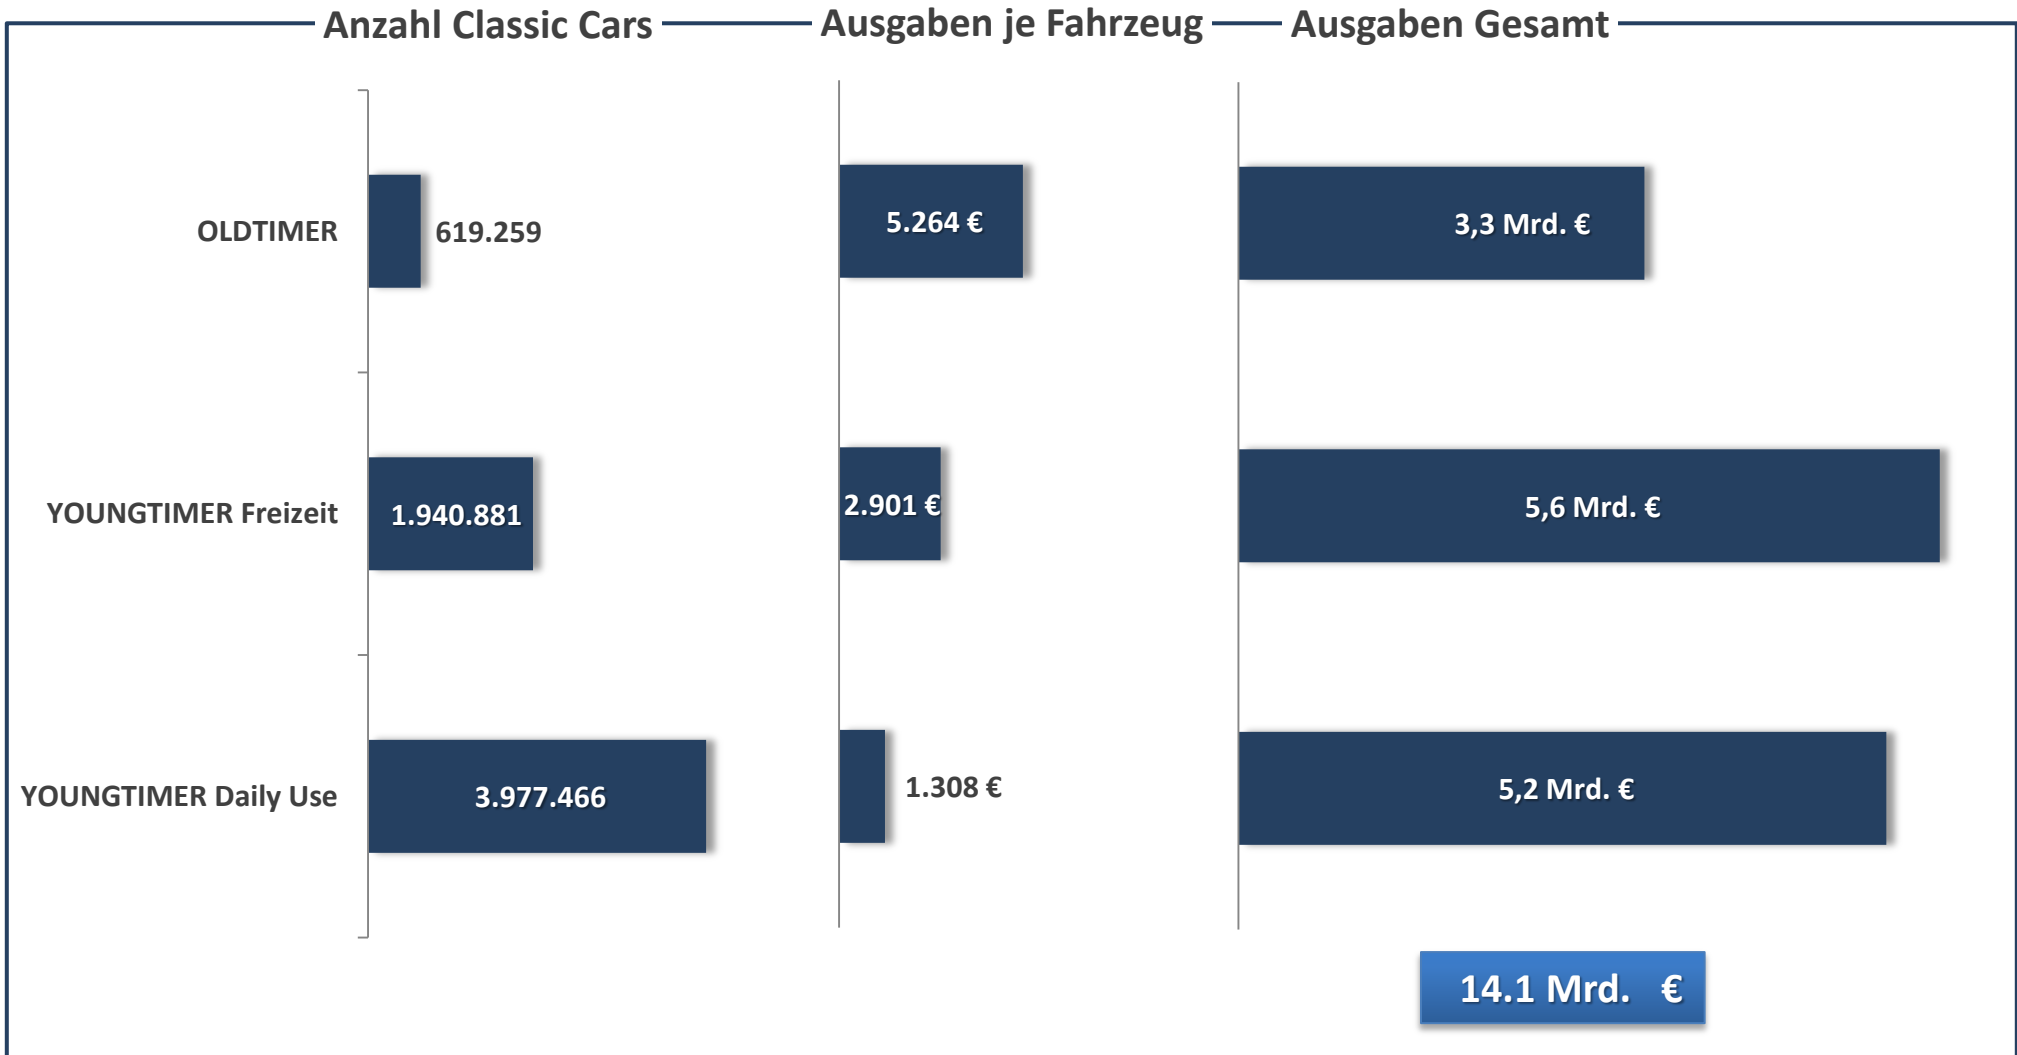 Anzahl Classic Cars
Ausgaben je Fahrzeug
Ausgaben Gesamt
OLDTIMER
619.259
5.264 €
3,3 Mrd. €
YOUNGTIMER Freizeit
1.940.881
2.901 €
5,6 Mrd. €
YOUNGTIMER Daily Use
3.977.466
1.308 €
5,2 Mrd. €
14.1 Mrd. €